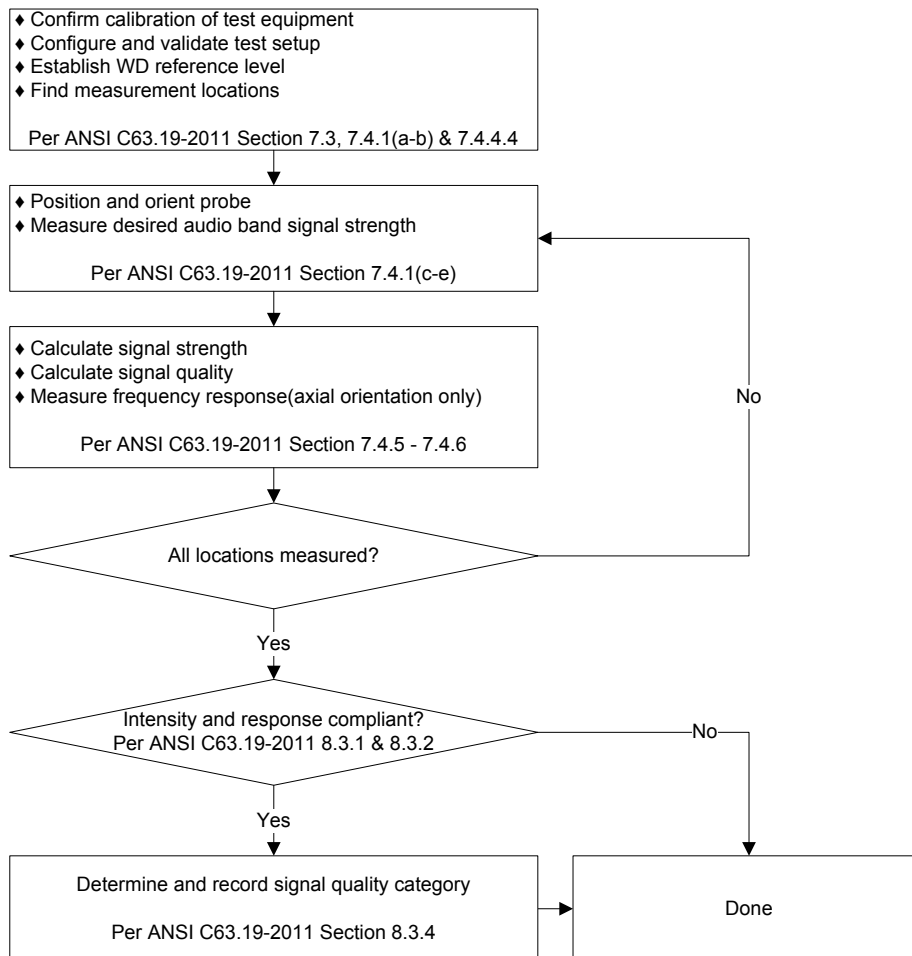 ♦ Confirm calibration of test equipment
♦ Configure and validate test setup
♦ Establish WD reference level
♦ Find measurement locations
Per ANSI C63.19-2011 Section 7.3, 7.4.1(a-b) & 7.4.4.4
♦ Position and orient probe
♦ Measure desired audio band signal strength
Per ANSI C63.19-2011 Section 7.4.1(c-e)
♦ Calculate signal strength
♦ Calculate signal quality
♦ Measure frequency response(axial orientation only)
Per ANSI C63.19-2011 Section 7.4.5 - 7.4.6
No
All locations measured?
Yes
Intensity and response compliant?
Per ANSI C63.19-2011 8.3.1 & 8.3.2
No
Yes
Determine and record signal quality category
Per ANSI C63.19-2011 Section 8.3.4
Done